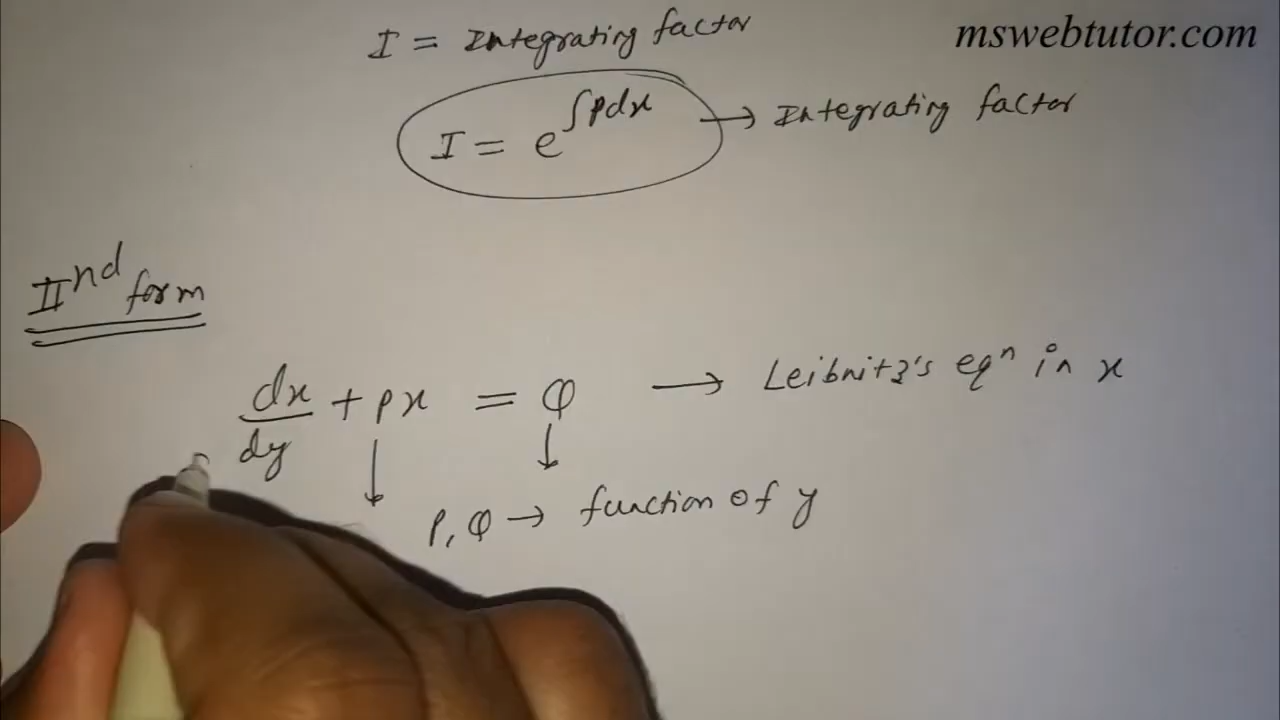 I = Integrating factor
mswebtutor.com
I = e^∫pdx → Integrating factor
IInd form
dx/dy + px = Q → Leibnitz's eqn in x
P, Q → function of y